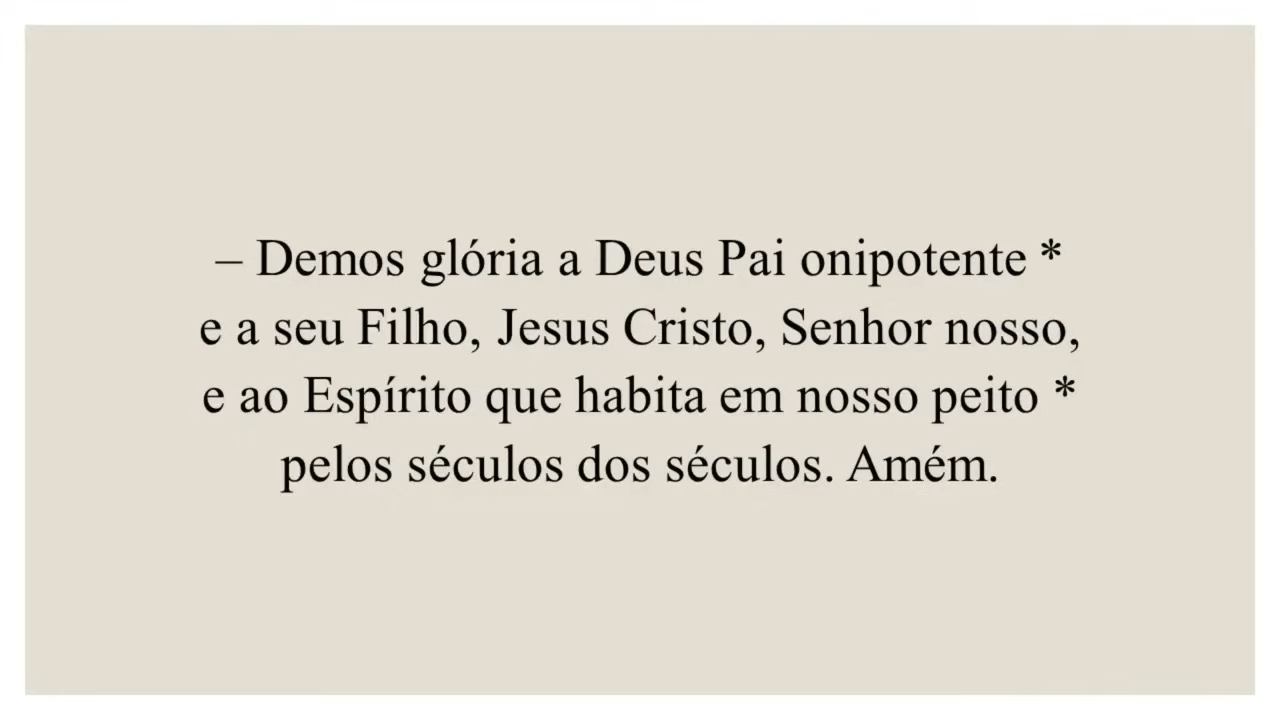 – Demos glória a Deus Pai onipotente *
e a seu Filho, Jesus Cristo, Senhor nosso,
e ao Espírito que habita em nosso peito *
pelos séculos dos séculos. Amém.